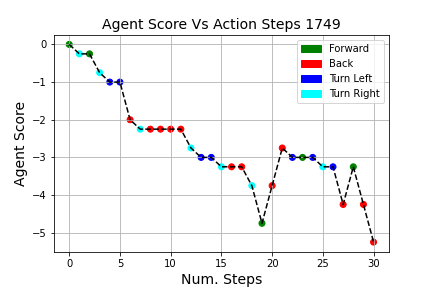 Agent Score Vs Action Steps 1749
Forward
Back
Turn Left
Turn Right
Agent Score
0
−1
−2
−3
−4
−5
0 5 10 15 20 25 30
Num. Steps